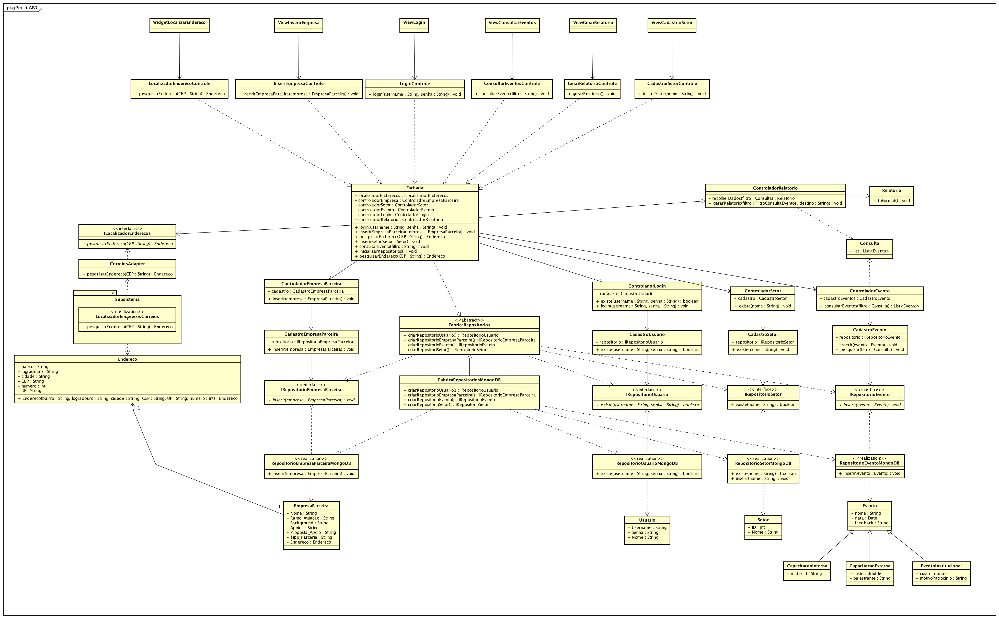 pkg ProjetoMVC
WidgetLocalizarEndereco
ViewInserirEmpresa
ViewLogin
ViewConsultarEventos
ViewGerarRelatorio
ViewCadastrarSetor
LocalizadorEnderecoControle
+ pesquisarEndereco(CEP : String) : Endereco
InserirEmpresaControle
+ inserirEmpresaParceira(empresa : EmpresaParceira) : void
LoginControle
+ login(username : String, senha : String) : void
ConsultarEventosControle
+ consultarEvento(filtro : String) : void
GerarRelatórioControle
+ gerarRelatorio() : void
CadastrarSetorControle
+ inserirSetor(nome : String) : void
Fachada
– localizadorEnderecos : ILocalizadorEnderecos
– controladorEmpresa : ControladorEmpresaParceira
– controladorSetor : ControladorSetor
– controladorEvento : ControladorEvento
– controladorLogin : ControladorLogin
– controladorRelatorio : ControladorRelatorio
+ login(username : String, senha : String) : void
+ inserirEmpresaParceira(empresa : EmpresaParceira) : void
+ pesquisarEndereco(CEP : String) : Endereco
+ inserirSetor(setor : Setor) : void
+ consultarEvento(filtro : String) : void
+ inicializarRepositorios() : void
+ pesquisarEndereco(CEP : String) : Endereco
ControladorRelatorio
– recolherDados(filtro : Consulta) : Relatorio
+ gerarRelatorio(filtro : FiltroConsultaEventos, destino : String) : void
Relatorio
+ toFormat() : void
<<interface>>
ILocalizadorEnderecos
+ pesquisarEndereco(CEP : String) : Endereco
Consulta
– list : List<Evento>
CorreiosAdapter
+ pesquisarEndereco(CEP : String) : Endereco
Subsistema
<<realization>>
LocalizadorEnderecosCorreios
+ pesquisarEndereco(CEP : String) : Endereco
ControladorEmpresaParceira
– cadastro : CadastroEmpresaParceira
+ inserir(empresa : EmpresaParceira) : void
ControladorLogin
– cadastro : CadastroUsuario
+ existe(username : String, senha : String) : boolean
+ login(username : String, senha : String) : void
ControladorSetor
– cadastro : CadastroSetor
+ existe(nome : String) : void
ControladorEvento
– cadastroEventos : CadastroEvento
+ consultarEventos(filtro : Consulta) : List<Evento>
<<abstract>>
FabricaRepositorios
+ criarRepositorioUsuario() : IRepositorioUsuario
+ criarRepositorioEmpresaParceira() : IRepositorioEmpresaParceira
+ criarRepositorioEvento() : IRepositorioEvento
+ criarRepositoriSetor() : IRepositorioSetor
CadastroEmpresaParceira
– repositorio : IRepositorioEmpresaParceira
+ inserir(empresa : EmpresaParceira) : void
CadastroUsuario
– repositorio : IRepositorioUsuario
+ existe(username : String, senha : String) : boolean
CadastroSetor
– repositorio : IRepositorioSetor
+ existe(nome : String) : void
CadastroEvento
– repositorio : IRepositorioEvento
+ inserir(evento : Evento) : void
+ pesquisar(filtro : Consulta) : void
Endereco
– bairro : String
– logradouro : String
– cidade : String
– CEP : String
– numero : int
– UF : String
+ Endereco(bairro : String, logradouro : String, cidade : String, CEP : String, UF : String, numero : int) : Endereco
1
<<interface>>
IRepositorioEmpresaParceira
+ inserir(empresa : EmpresaParceira) : void
FabricaRepositoriosMongoDB
+ criarRepositorioUsuario() : IRepositorioUsuario
+ criarRepositorioEmpresaParceira() : IRepositorioEmpresaParceira
+ criarRepositorioEvento() : IRepositorioEvento
+ criarRepositorioSetor() : IRepositorioSetor
<<interface>>
IRepositorioUsuario
+ existe(username : String, senha : String) : boolean
<<interface>>
IRepositorioSetor
+ existe(nome : String) : boolean
<<interface>>
IRepositorioEvento
+ inserir(evento : Evento) : void
<<realization>>
RepositorioEmpresaParceiraMongoDB
+ inserir(empresa : EmpresaParceira) : void
<<realization>>
RepositorioUsuarioMongoDB
+ existe(username : String, senha : String) : boolean
<<realization>>
RepositorioSetorMongoDB
+ existe(nome : String) : boolean
+ inserir(nome : String) : void
<<realization>>
RepositorioEventoMongoDB
+ inserir(evento : Evento) : void
1
EmpresaParceira
– Nome : String
– Ramo_Atuacao : String
– Background : String
– Apoios : String
– Proposta_Apoio : String
– Tipo_Parceria : String
– Endereco : Endereco
Usuario
– Username : String
– Senha : String
– Nome : String
Setor
– ID : int
– Nome : String
Evento
– nome : String
– data : Date
– feedback : String
CapacitacaoInterna
– material : String
CapacitacaoExterna
– custo : double
– palestrante : String
EventoInstitucional
– custo : double
– motivoPatrocinio : String